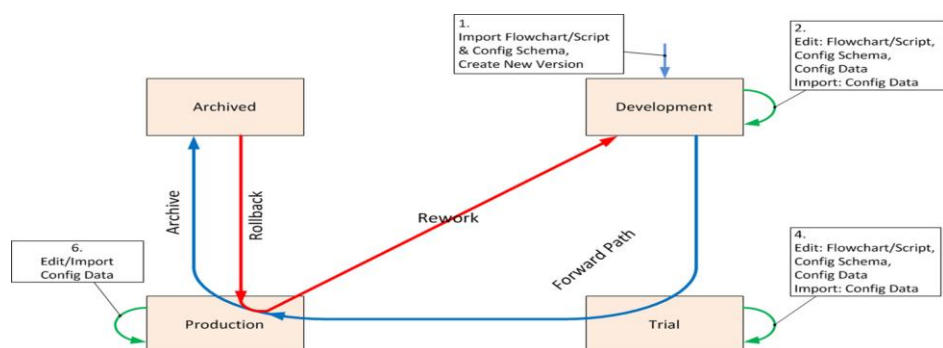 1.
Import Flowchart/Script
& Config Schema,
Create New Version
2.
Edit: Flowchart/Script,
Config Schema,
Config Data
Import: Config Data
Archived
Development
Archive
Rollback
Rework
Forward Path
6.
Edit/Import
Config Data
4.
Edit: Flowchart/Script,
Config Schema,
Config Data
Import: Config Data
Production
Trial